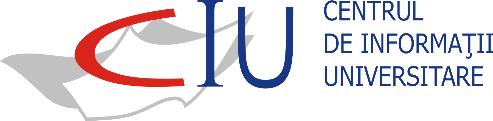 CIU
CENTRUL
DE INFORMAŢII
UNIVERSITARE